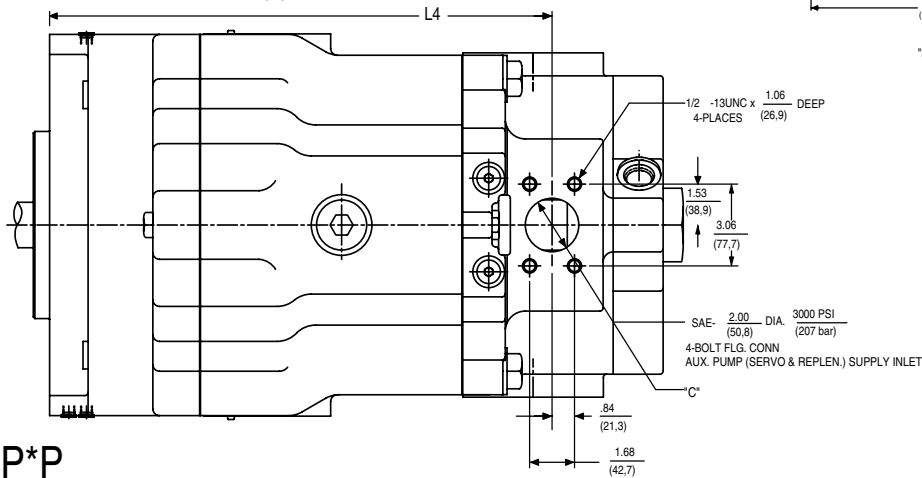 L4
1/2 -13UNC x 1.06 DEEP
4-PLACES (26,9)
1.53
(38,9)
3.06
(77,7)
SAE- 2.00 DIA. 3000 PSI
(50,8) (207 bar)
4-BOLT FLG. CONN
AUX. PUMP (SERVO & REPLEN.) SUPPLY INLET
"C"
.84
(21,3)
1.68
(42,7)
P*P